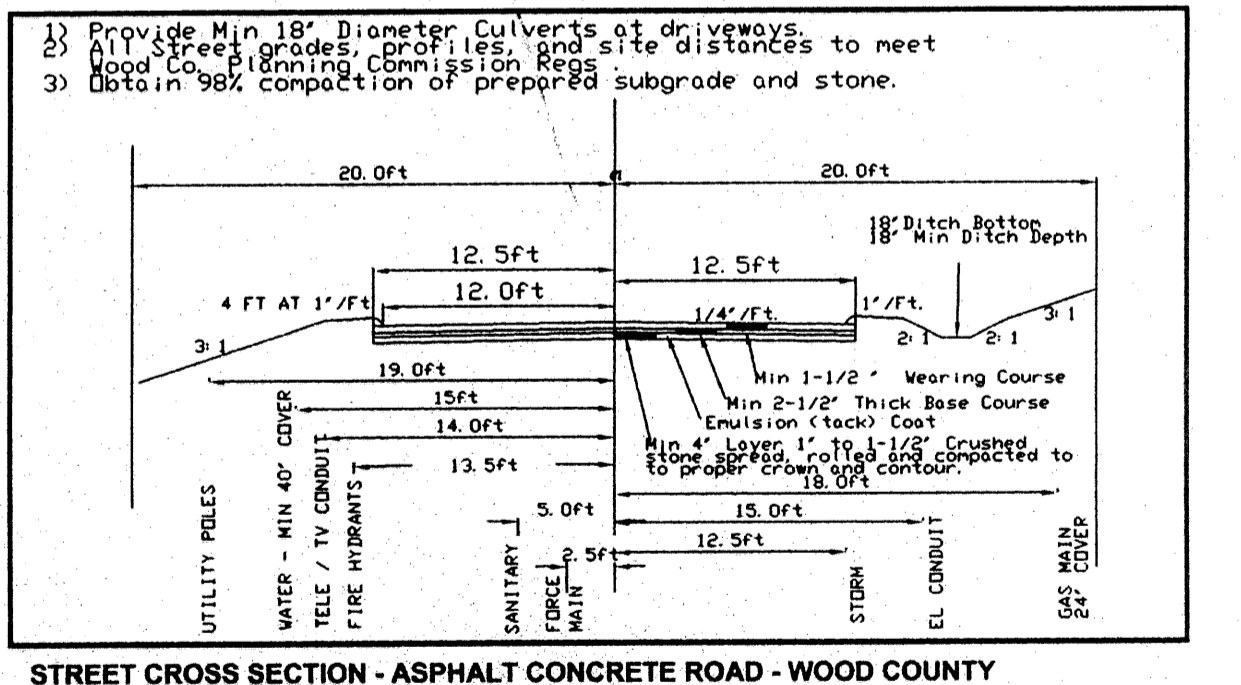 1) Provide Min 18" Diameter Culverts at driveways.
2) All Street grades, profiles, and site distances to meet
Wood Co. Planning Commission Regs .
3) Obtain 98% compaction of prepared subgrade and stone.
20. 0ft
20. 0ft
18" Ditch Bottom
18" Min Ditch Depth
12. 5ft
12. 5ft
4 FT AT 1"/Ft
12. 0ft
1/4"/Ft.
1"/Ft.
3: 1
2: 1
2: 1
3: 1
19. 0ft
Min 1-1/2 " Wearing Course
15ft
Min 2-1/2" Thick Base Course
14. 0ft
Emulsion (tack) Coat
Min 4" Layer 1" to 1-1/2" Crushed
stone spread, rolled and compacted to
to proper crown and contour.
13. 5ft
18. 0ft
5. 0ft
15. 0ft
12. 5ft
2. 5ft
UTILITY POLES
WATER - MIN 40" COVER
TELE / TV CONDUIT
FIRE HYDRANTS
SANITARY
FORCE
MAIN
STORM
EL CONDUIT
GAS MAIN
24" COVER
STREET CROSS SECTION - ASPHALT CONCRETE ROAD - WOOD COUNTY